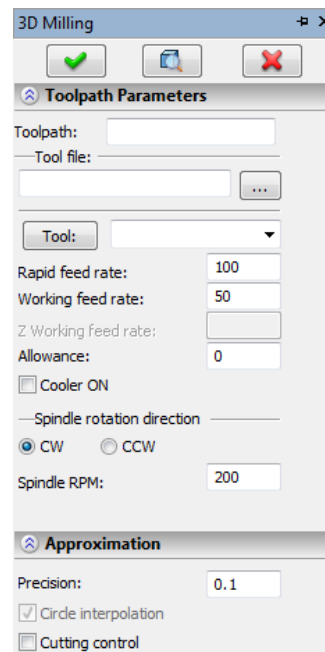 3D Milling
Toolpath Parameters
Toolpath:
Tool file:
...
Tool:
Rapid feed rate: 100
Working feed rate: 50
Z Working feed rate:
Allowance: 0
Cooler ON
Spindle rotation direction
CW CCW
Spindle RPM: 200
Approximation
Precision: 0.1
Circle interpolation
Cutting control